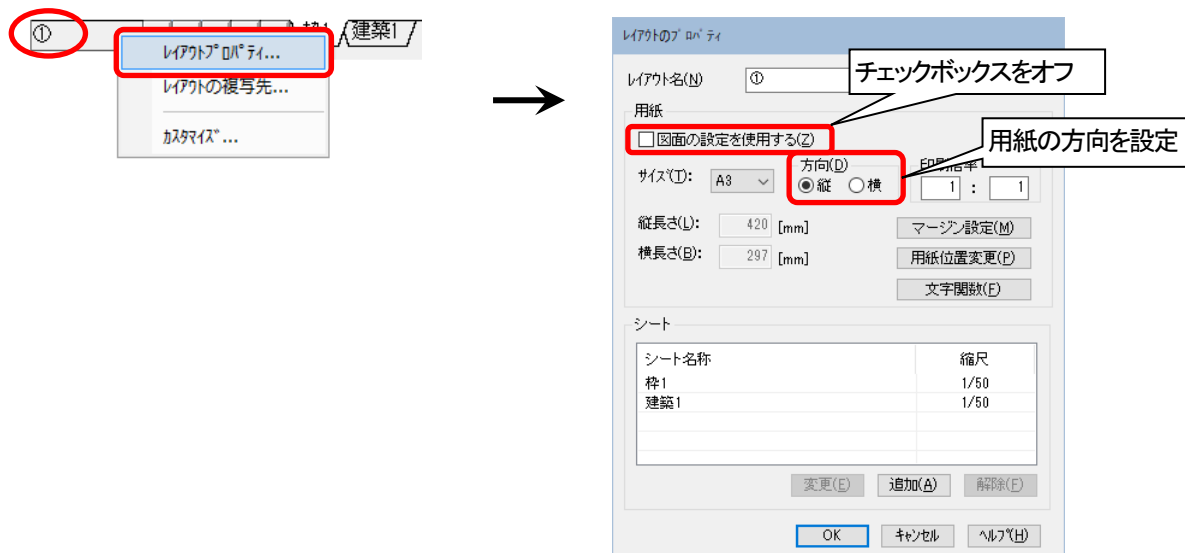 ①
枠1
建築1
ﾚｲｱｳﾄﾌﾟﾛﾊﾟﾃｨ...
ﾚｲｱｳﾄの複写先...
ｶｽﾀﾏｲｽﾞ...
ﾚｲｱｳﾄのﾌﾟﾛﾊﾟﾃｨ
ﾚｲｱｳﾄ名(N)
①
チェックボックスをオフ
用紙
図面の設定を使用する(Z)
用紙の方向を設定
ｻｲｽﾞ(T):
A3
方向(D)
縦 横
1 : 1
縦長さ(L): 420 [mm]
マージン設定(M)
横長さ(B): 297 [mm]
用紙位置変更(P)
文字関数(F)
シート
シート名称 縮尺
枠1 1/50
建築1 1/50
変更(E) 追加(A) 解除(F)
OK ｷｬﾝｾﾙ ﾍﾙﾌﾟ(H)